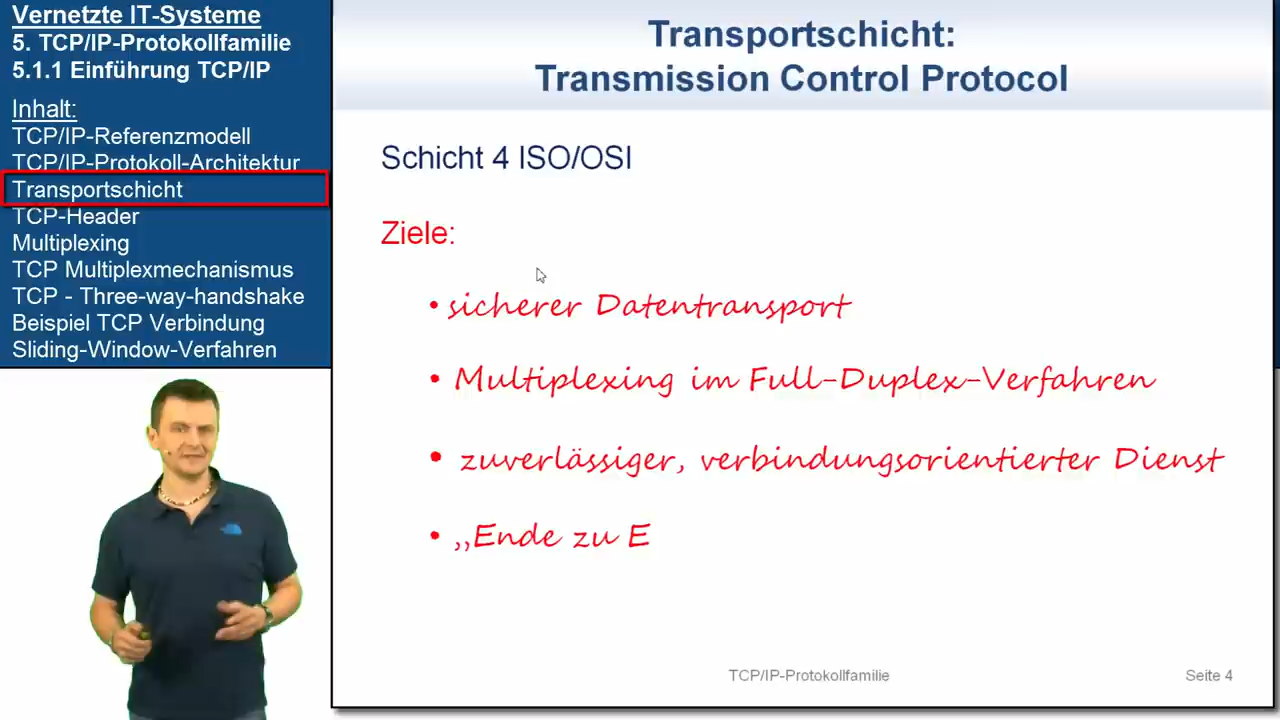 Vernetzte IT-Systeme
5. TCP/IP-Protokollfamilie
5.1.1 Einführung TCP/IP
Inhalt:
TCP/IP-Referenzmodell
TCP/IP-Protokoll-Architektur
Transportschicht
TCP-Header
Multiplexing
TCP Multiplexmechanismus
TCP - Three-way-handshake
Beispiel TCP Verbindung
Sliding-Window-Verfahren
Transportschicht:
Transmission Control Protocol
Schicht 4 ISO/OSI
Ziele:
• sicherer Datentransport
• Multiplexing im Full-Duplex-Verfahren
• zuverlässiger, verbindungsorientierter Dienst
• ,,Ende zu E
TCP/IP-Protokollfamilie
Seite 4